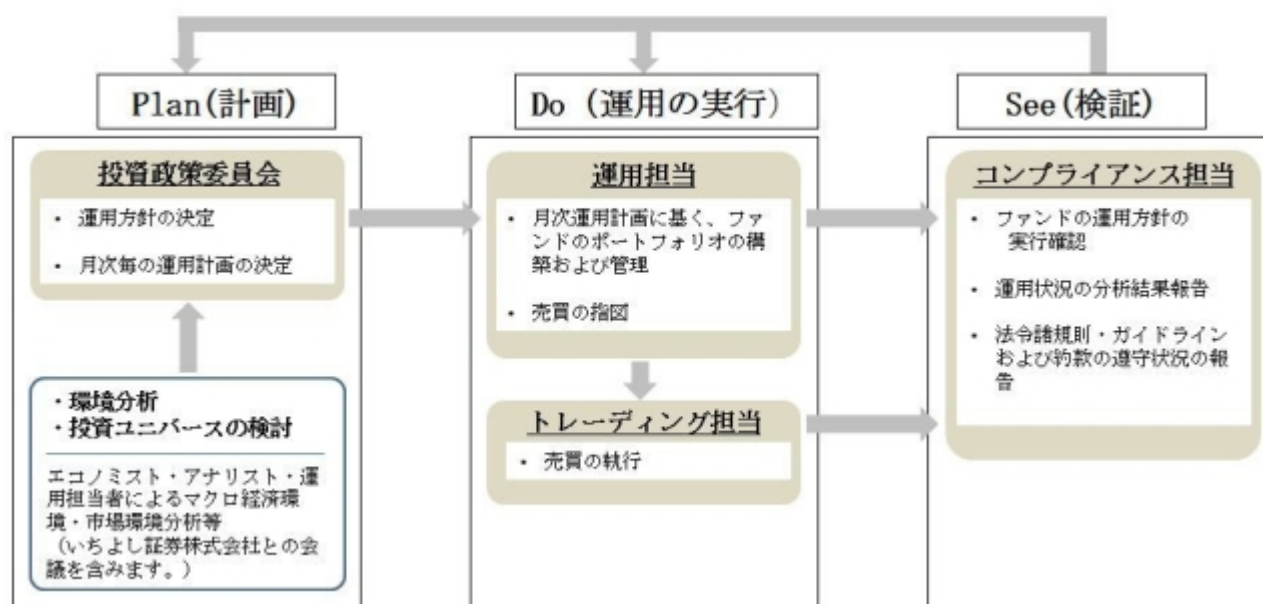 Plan(計画)
投資政策委員会
・ 運用方針の決定
・ 月次毎の運用計画の決定
・環境分析
・投資ユニバースの検討
エコノミスト・アナリスト・運
用担当者によるマクロ経済環
境・市場環境分析等
（いちよし証券株式会社との会
議を含みます。）
Do（運用の実行）
運用担当
・ 月次運用計画に基く、ファ
ンドのポートフォリオの構
築および管理
・ 売買の指図
トレーディング担当
・ 売買の執行
See(検証)
コンプライアンス担当
・ ファンドの運用方針の
実行確認
・ 運用状況の分析結果報告
・ 法令諸規則・ガイドライン
および約款の遵守状況の報
告